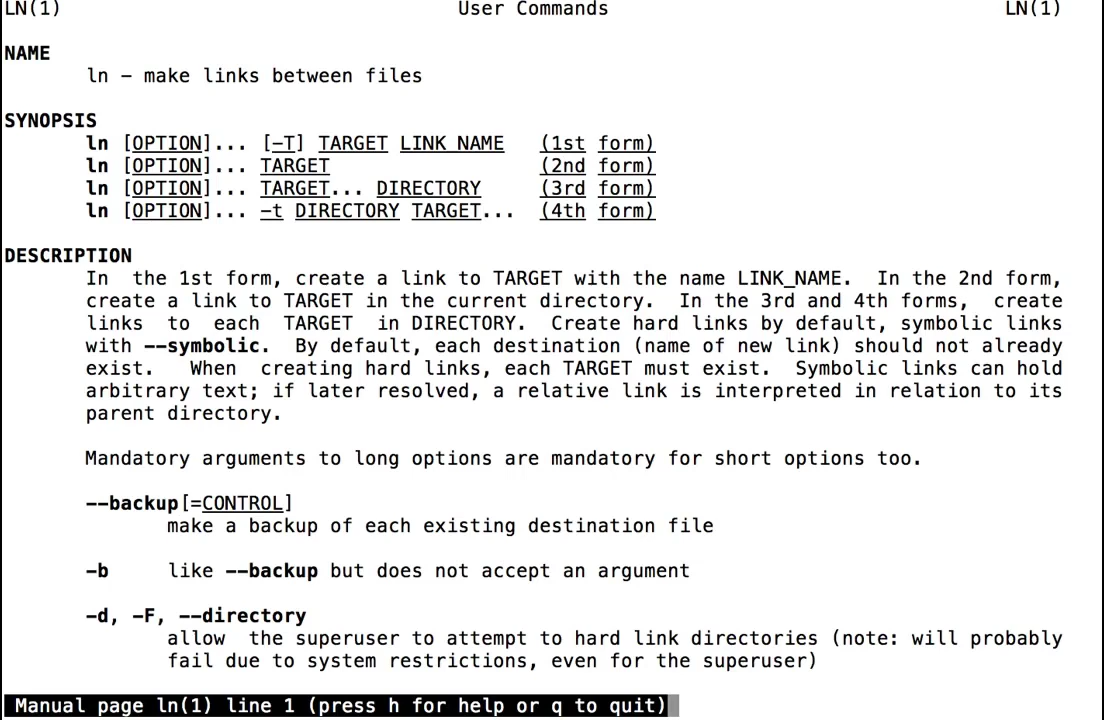 LN(1) User Commands LN(1)
NAME
ln – make links between files
SYNOPSIS
ln [OPTION]... [–T] TARGET LINK_NAME (1st form)
ln [OPTION]... TARGET (2nd form)
ln [OPTION]... TARGET... DIRECTORY (3rd form)
ln [OPTION]... –t DIRECTORY TARGET... (4th form)
DESCRIPTION
In the 1st form, create a link to TARGET with the name LINK_NAME. In the 2nd form,
create a link to TARGET in the current directory. In the 3rd and 4th forms, create
links to each TARGET in DIRECTORY. Create hard links by default, symbolic links
with ––symbolic. By default, each destination (name of new link) should not already
exist. When creating hard links, each TARGET must exist. Symbolic links can hold
arbitrary text; if later resolved, a relative link is interpreted in relation to its
parent directory.
Mandatory arguments to long options are mandatory for short options too.
––backup[=CONTROL]
make a backup of each existing destination file
–b like ––backup but does not accept an argument
–d, –F, ––directory
allow the superuser to attempt to hard link directories (note: will probably
fail due to system restrictions, even for the superuser)
Manual page ln(1) line 1 (press h for help or q to quit)